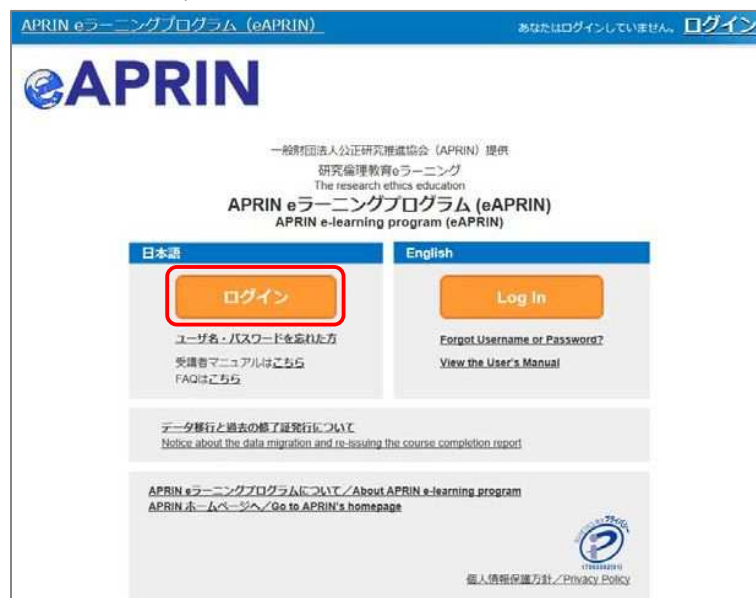 APRIN eラーニングプログラム（eAPRIN）
あなたはログインしていません。 ログイン
eAPRIN
一般財団法人公正研究推進協会（APRIN）提供
研究倫理教育eラーニング
The research ethics education
APRIN eラーニングプログラム (eAPRIN)
APRIN e-learning program (eAPRIN)
日本語
ログイン
ユーザ名・パスワードを忘れた方
受講者マニュアルはこちら
FAQはこちら
English
Log In
Forgot Username or Password?
View the User's Manual
データ移行と過去の修了証発行について
Notice about the data migration and re-issuing the course completion report
APRIN eラーニングプログラムについて／About APRIN e-learning program
APRIN ホームページへ／Go to APRIN's homepage
個人情報保護方針／Privacy Policy